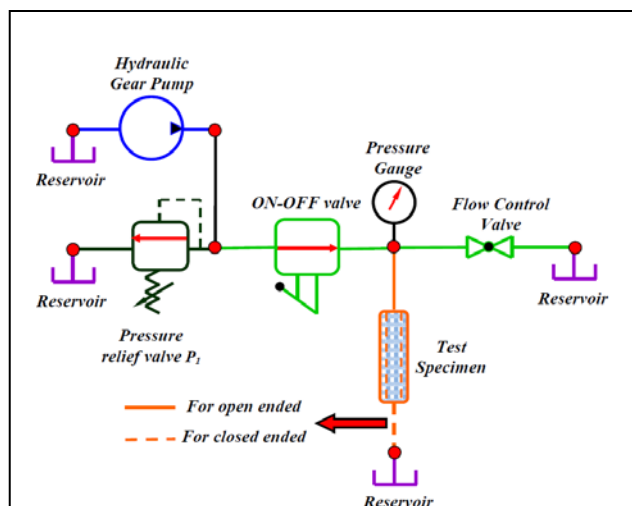 Hydraulic
Gear Pump
Reservoir
Pressure
Gauge
ON-OFF valve
Flow Control
Valve
Reservoir
Reservoir
Pressure
relief valve P₁
Test
Specimen
For open ended
For closed ended
Reservoir